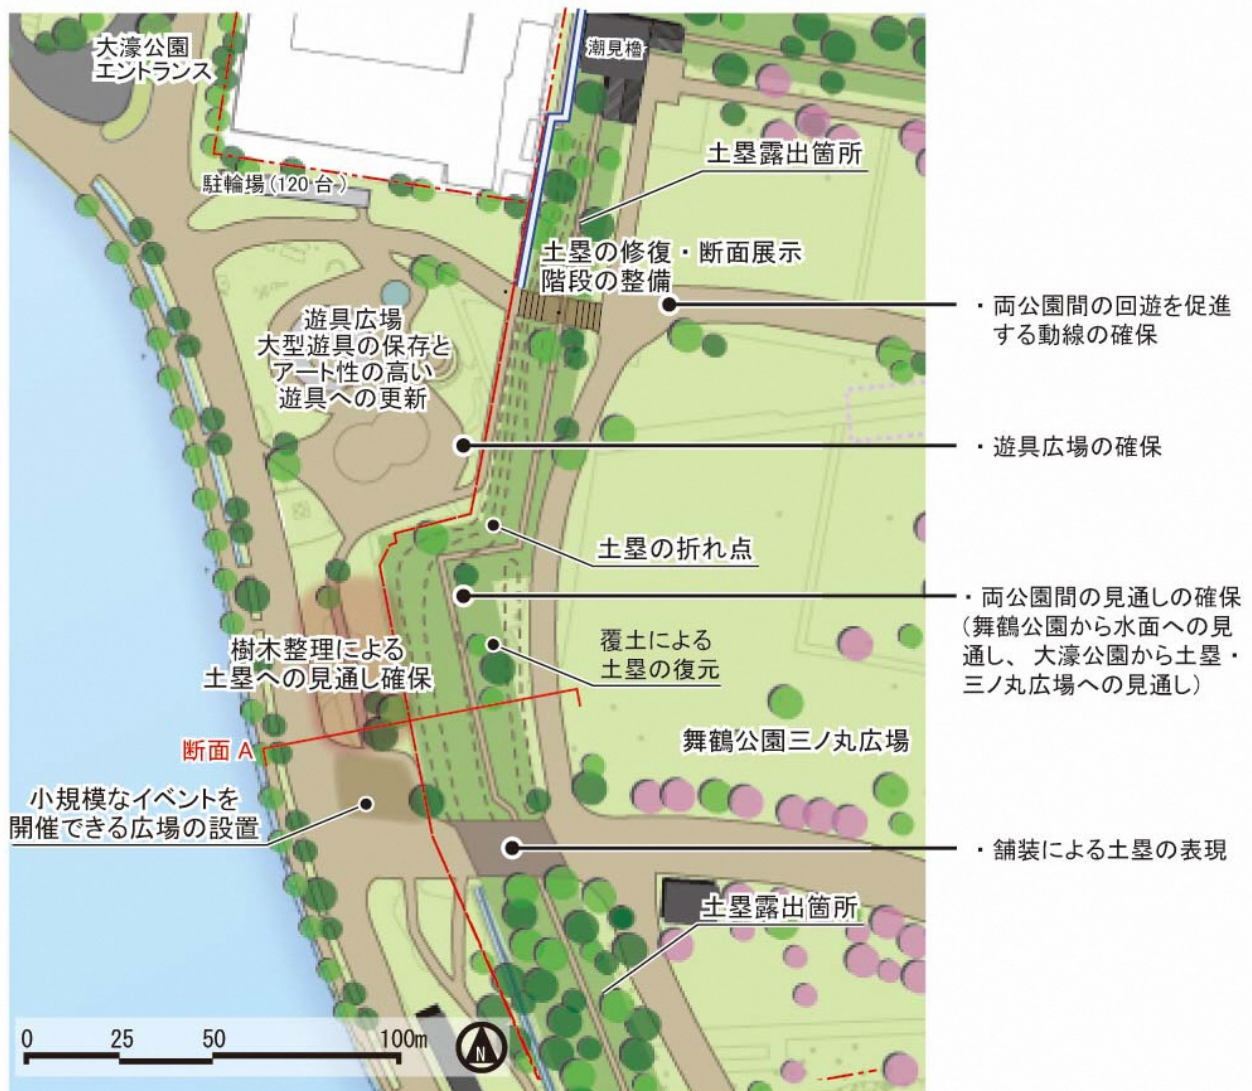 大濠公園
エントランス
潮見櫓
土塁露出箇所
駐輪場(120台)
土塁の修復・断面展示
階段の整備
・両公園間の回遊を促進
する動線の確保
遊具広場
大型遊具の保存と
アート性の高い
遊具への更新
・遊具広場の確保
土塁の折れ点
・両公園間の見通しの確保
(舞鶴公園から水面への見
通し、大濠公園から土塁・
三ノ丸広場への見通し)
樹木整理による
土塁への見通し確保
覆土による
土塁の復元
断面A
舞鶴公園三ノ丸広場
小規模なイベントを
開催できる広場の設置
・舗装による土塁の表現
土塁露出箇所
0 25 50 100m
N